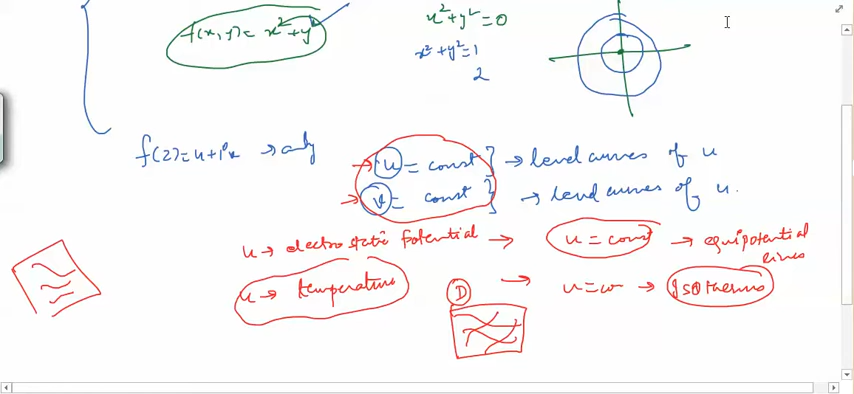 f(x,y) = x²+y²
x²+y²=0
x²+y²=1
2
f(z)=u+iv → analy
→ u = const } → level curves of u
→ v = const } → level curves of u.
u → electrostatic Potential → u = const → equipotential lines
u → temperature → u=co → Isotherms
D